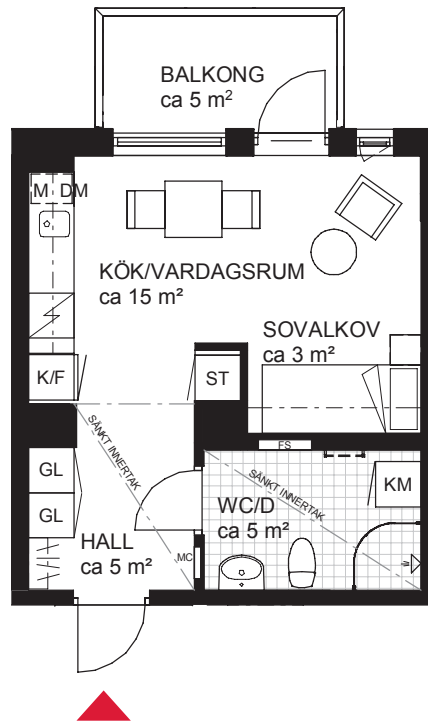 BALKONG
ca 5 m²
M DM
KÖK/VARDAGSRUM
ca 15 m²
SOVALKOV
ca 3 m²
K/F
ST
SÄNKT INNERTAK
FS
GL
WC/D
ca 5 m²
SÄNKT INNERTAK
KM
GL
HALL
ca 5 m²
MC